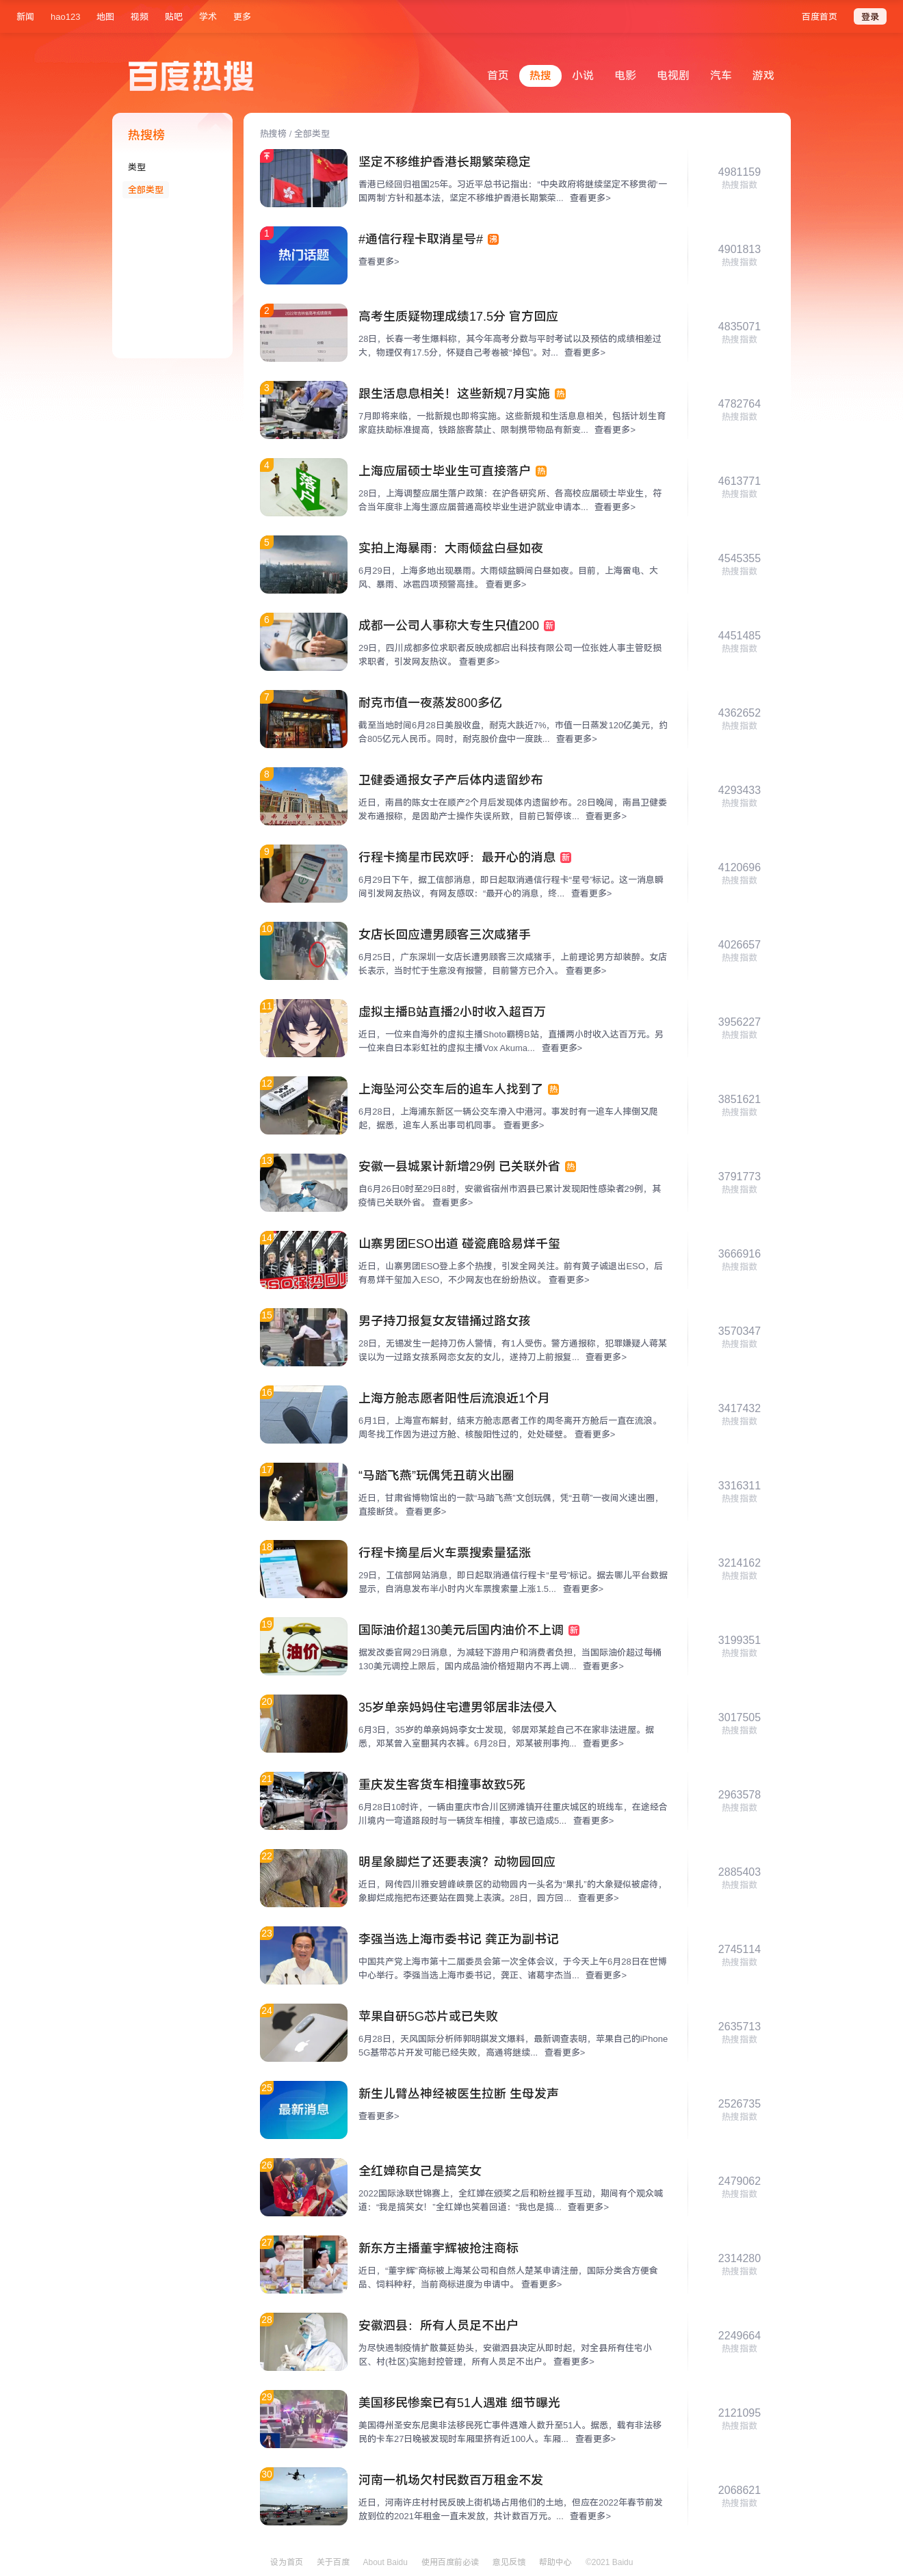 新闻 hao123 地图 视频 贴吧 学术 更多
百度首页 登录
百度热搜
首页 热搜 小说 电影 电视剧 汽车 游戏
热搜榜
类型
全部类型
热搜榜 / 全部类型
坚定不移维护香港长期繁荣稳定
香港已经回归祖国25年。习近平总书记指出：“中央政府将继续坚定不移贯彻‘一
国两制’方针和基本法，坚定不移维护香港长期繁荣... 查看更多>
4981159
热搜指数
1
热门话题
#通信行程卡取消星号# 沸
查看更多>
4901813
热搜指数
2
高考生质疑物理成绩17.5分 官方回应
28日，长春一考生爆料称，其今年高考分数与平时考试以及预估的成绩相差过
大，物理仅有17.5分，怀疑自己考卷被“掉包”。对... 查看更多>
4835071
热搜指数
3
跟生活息息相关！这些新规7月实施 热
7月即将来临，一批新规也即将实施。这些新规和生活息息相关，包括计划生育
家庭扶助标准提高，铁路旅客禁止、限制携带物品有新变... 查看更多>
4782764
热搜指数
4
落户
上海应届硕士毕业生可直接落户 热
28日，上海调整应届生落户政策：在沪各研究所、各高校应届硕士毕业生，符
合当年度非上海生源应届普通高校毕业生进沪就业申请本... 查看更多>
4613771
热搜指数
5
实拍上海暴雨：大雨倾盆白昼如夜
6月29日，上海多地出现暴雨。大雨倾盆瞬间白昼如夜。目前，上海雷电、大
风、暴雨、冰雹四项预警高挂。 查看更多>
4545355
热搜指数
6
成都一公司人事称大专生只值200 新
29日，四川成都多位求职者反映成都启出科技有限公司一位张姓人事主管贬损
求职者，引发网友热议。 查看更多>
4451485
热搜指数
7
耐克市值一夜蒸发800多亿
截至当地时间6月28日美股收盘，耐克大跌近7%，市值一日蒸发120亿美元，约
合805亿元人民币。同时，耐克股价盘中一度跌... 查看更多>
4362652
热搜指数
8
卫健委通报女子产后体内遗留纱布
近日，南昌的陈女士在顺产2个月后发现体内遗留纱布。28日晚间，南昌卫健委
发布通报称，是因助产士操作失误所致，目前已暂停该... 查看更多>
4293433
热搜指数
9
行程卡摘星市民欢呼：最开心的消息 新
6月29日下午，据工信部消息，即日起取消通信行程卡“星号”标记。这一消息瞬
间引发网友热议，有网友感叹：“最开心的消息，终... 查看更多>
4120696
热搜指数
10
女店长回应遭男顾客三次咸猪手
6月25日，广东深圳一女店长遭男顾客三次咸猪手，上前理论男方却装醉。女店
长表示，当时忙于生意没有报警，目前警方已介入。 查看更多>
4026657
热搜指数
11
虚拟主播B站直播2小时收入超百万
近日，一位来自海外的虚拟主播Shoto霸榜B站，直播两小时收入达百万元。另
一位来自日本彩虹社的虚拟主播Vox Akuma... 查看更多>
3956227
热搜指数
12
上海坠河公交车后的追车人找到了 热
6月28日，上海浦东新区一辆公交车滑入中港河。事发时有一追车人摔倒又爬
起，据悉，追车人系出事司机同事。 查看更多>
3851621
热搜指数
13
安徽一县城累计新增29例 已关联外省 热
自6月26日0时至29日8时，安徽省宿州市泗县已累计发现阳性感染者29例，其
疫情已关联外省。 查看更多>
3791773
热搜指数
14
ESO强势回归
山寨男团ESO出道 碰瓷鹿晗易烊千玺
近日，山寨男团ESO登上多个热搜，引发全网关注。前有黄子诚退出ESO，后
有易烊干玺加入ESO，不少网友也在纷纷热议。 查看更多>
3666916
热搜指数
15
男子持刀报复女友错捅过路女孩
28日，无锡发生一起持刀伤人警情，有1人受伤。警方通报称，犯罪嫌疑人蒋某
误以为一过路女孩系网恋女友的女儿，遂持刀上前报复... 查看更多>
3570347
热搜指数
16
上海方舱志愿者阳性后流浪近1个月
6月1日，上海宣布解封，结束方舱志愿者工作的周冬离开方舱后一直在流浪。
周冬找工作因为进过方舱、核酸阳性过的，处处碰壁。 查看更多>
3417432
热搜指数
17
“马踏飞燕”玩偶凭丑萌火出圈
近日，甘肃省博物馆出的一款“马踏飞燕”文创玩偶，凭“丑萌”一夜间火速出圈，
直接断货。 查看更多>
3316311
热搜指数
18
行程卡摘星后火车票搜索量猛涨
29日，工信部网站消息，即日起取消通信行程卡“星号”标记。据去哪儿平台数据
显示，自消息发布半小时内火车票搜索量上涨1.5... 查看更多>
3214162
热搜指数
19
油价
国际油价超130美元后国内油价不上调 新
据发改委官网29日消息，为减轻下游用户和消费者负担，当国际油价超过每桶
130美元调控上限后，国内成品油价格短期内不再上调... 查看更多>
3199351
热搜指数
20
35岁单亲妈妈住宅遭男邻居非法侵入
6月3日，35岁的单亲妈妈李女士发现，邻居邓某趁自己不在家非法进屋。据
悉，邓某曾入室翻其内衣裤。6月28日，邓某被刑事拘... 查看更多>
3017505
热搜指数
21
重庆发生客货车相撞事故致5死
6月28日10时许，一辆由重庆市合川区狮滩镇开往重庆城区的班线车，在途经合
川境内一弯道路段时与一辆货车相撞，事故已造成5... 查看更多>
2963578
热搜指数
22
明星象脚烂了还要表演？动物园回应
近日，网传四川雅安碧峰峡景区的动物园内一头名为“果扎”的大象疑似被虐待，
象脚烂成拖把布还要站在圆凳上表演。28日，园方回... 查看更多>
2885403
热搜指数
23
李强当选上海市委书记 龚正为副书记
中国共产党上海市第十二届委员会第一次全体会议，于今天上午6月28日在世博
中心举行。李强当选上海市委书记，龚正、诸葛宇杰当... 查看更多>
2745114
热搜指数
24
苹果自研5G芯片或已失败
6月28日，天风国际分析师郭明錤发文爆料，最新调查表明，苹果自己的iPhone
5G基带芯片开发可能已经失败，高通将继续... 查看更多>
2635713
热搜指数
25
最新消息
新生儿臂丛神经被医生拉断 生母发声
查看更多>
2526735
热搜指数
26
全红婵称自己是搞笑女
2022国际泳联世锦赛上，全红婵在颁奖之后和粉丝握手互动，期间有个观众喊
道：“我是搞笑女！”全红婵也笑着回道：“我也是搞... 查看更多>
2479062
热搜指数
27
新东方主播董宇辉被抢注商标
近日，“董宇辉”商标被上海某公司和自然人楚某申请注册，国际分类含方便食
品、饲料种籽，当前商标进度为申请中。 查看更多>
2314280
热搜指数
28
安徽泗县：所有人员足不出户
为尽快遏制疫情扩散蔓延势头，安徽泗县决定从即时起，对全县所有住宅小
区、村(社区)实施封控管理，所有人员足不出户。 查看更多>
2249664
热搜指数
29
美国移民惨案已有51人遇难 细节曝光
美国得州圣安东尼奥非法移民死亡事件遇难人数升至51人。据悉，载有非法移
民的卡车27日晚被发现时车厢里挤有近100人。车厢... 查看更多>
2121095
热搜指数
30
河南一机场欠村民数百万租金不发
近日，河南许庄村村民反映上街机场占用他们的土地，但应在2022年春节前发
放到位的2021年租金一直未发放，共计数百万元。... 查看更多>
2068621
热搜指数
设为首页 关于百度 About Baidu 使用百度前必读 意见反馈 帮助中心 ©2021 Baidu